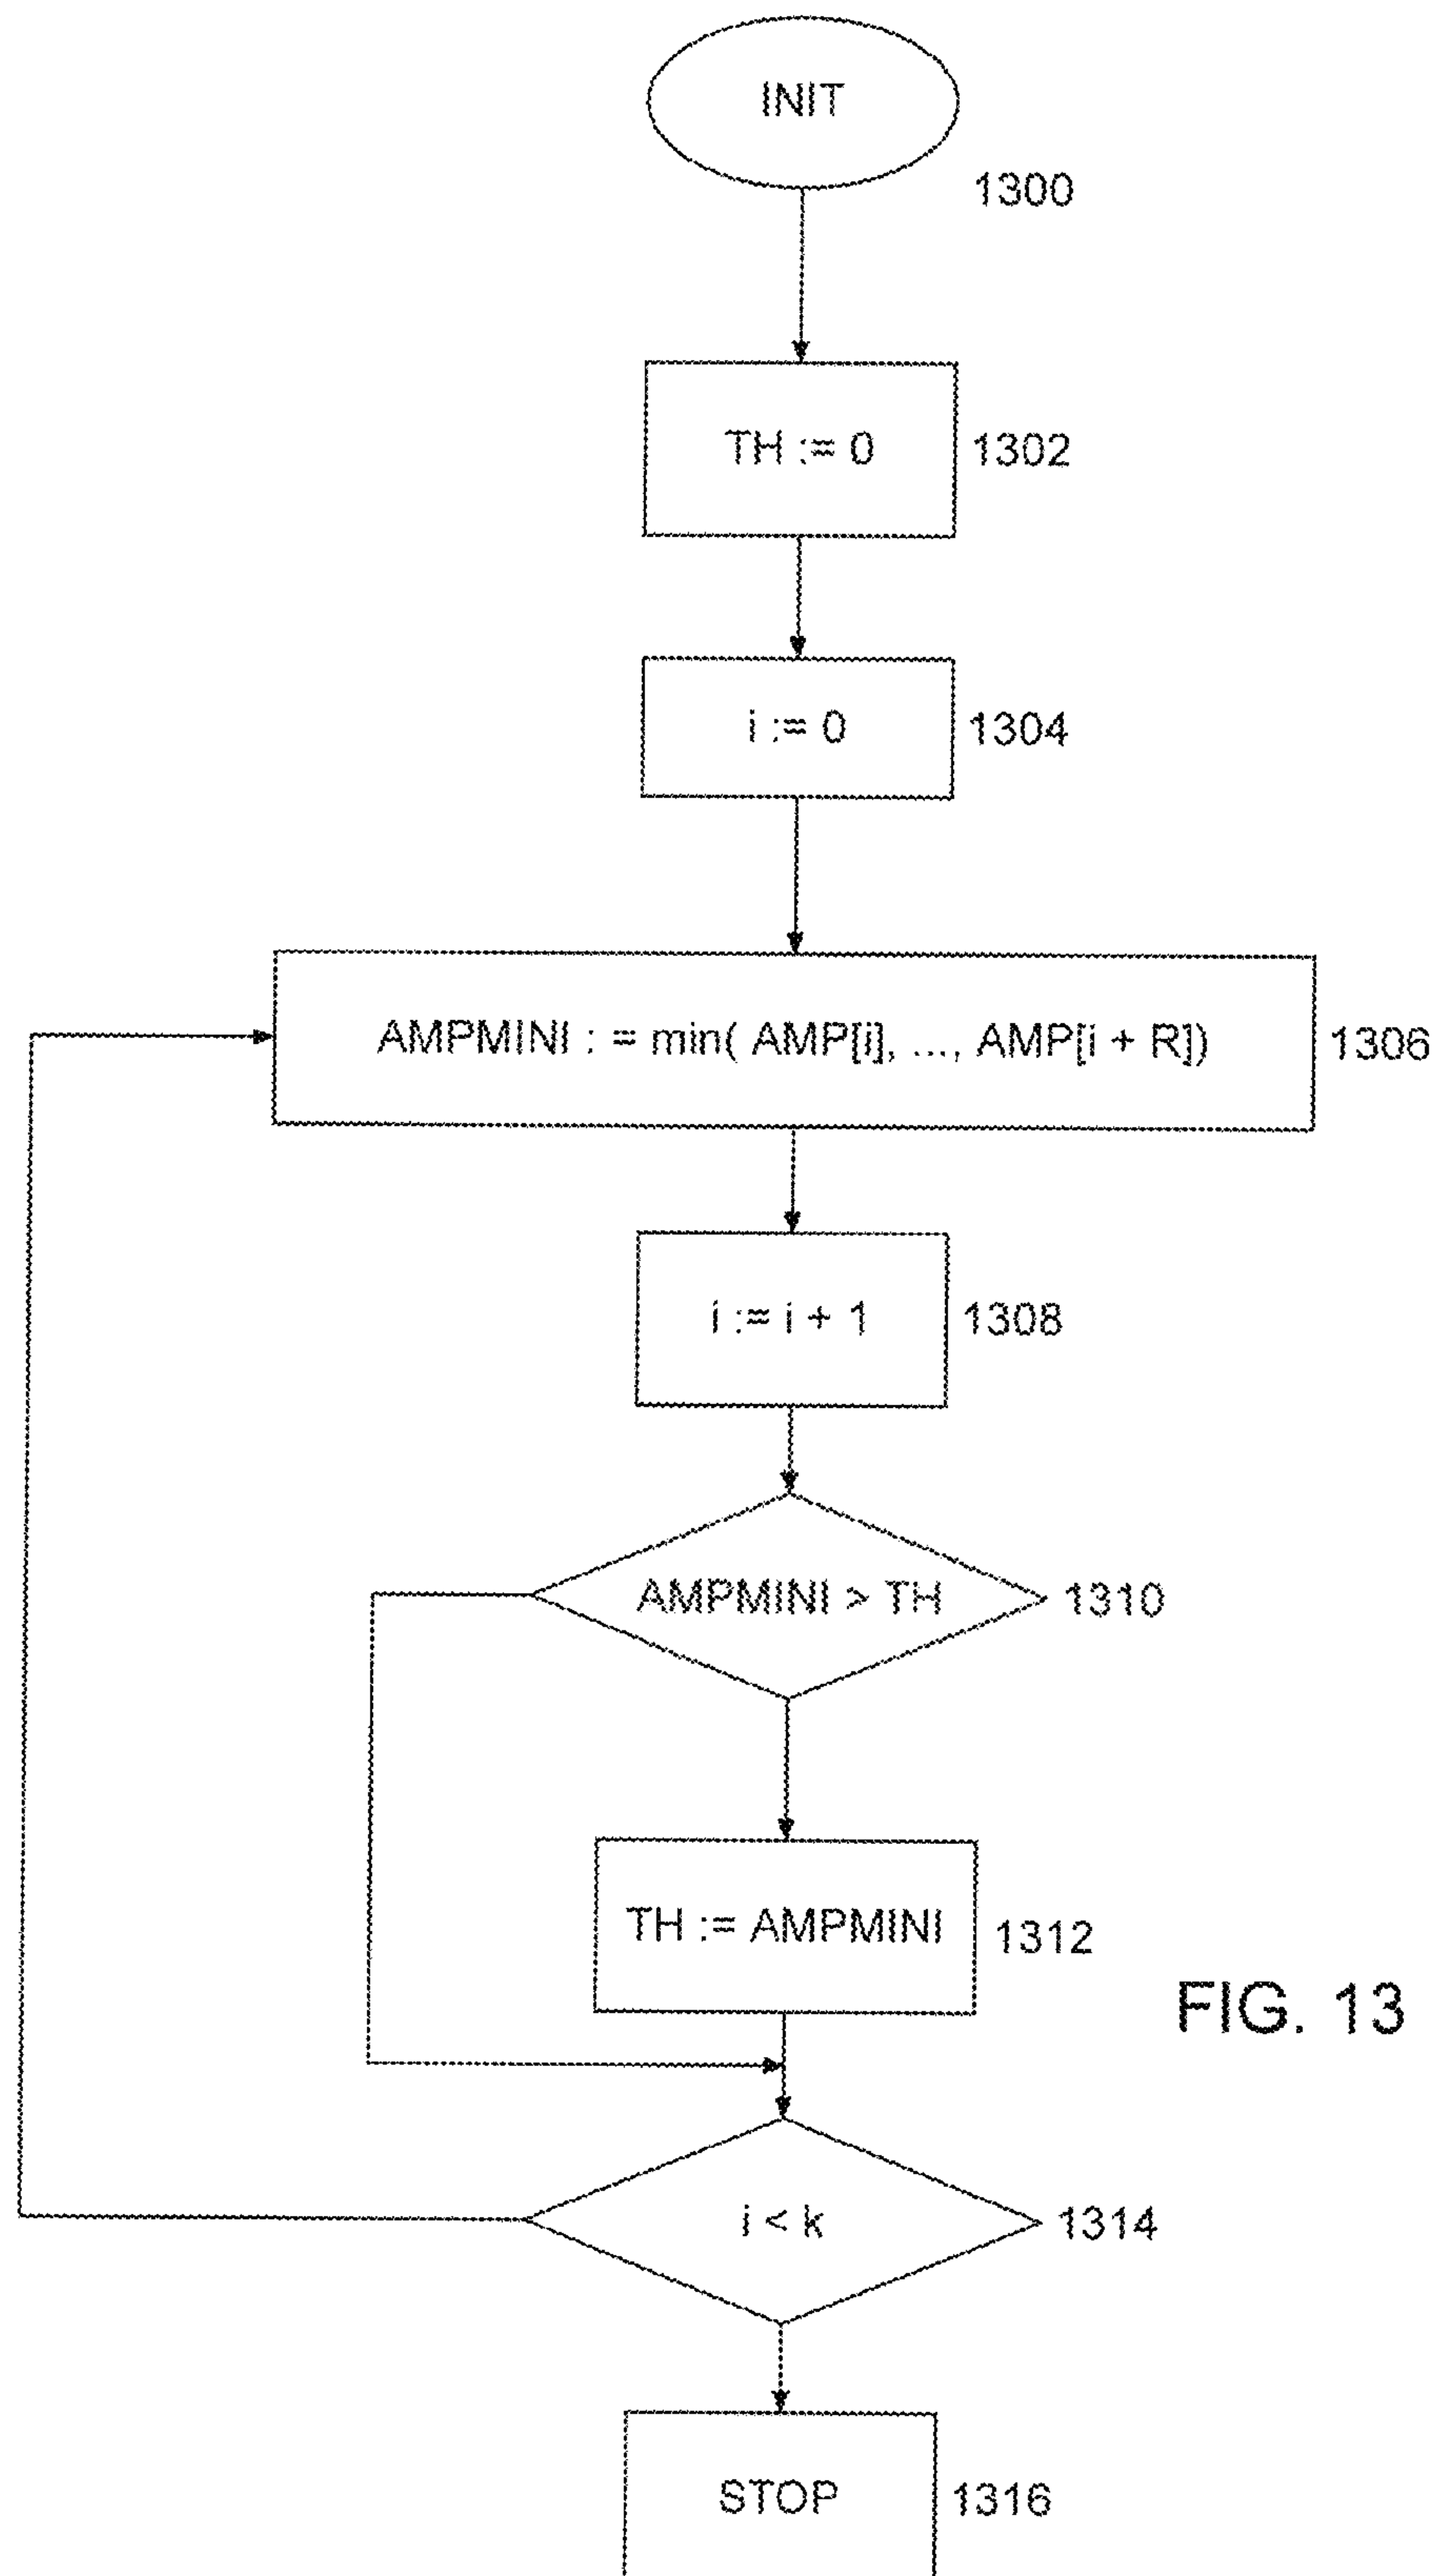 INIT
1300
TH := 0
1302
i := 0
1304
AMPMINI : = min( AMP[i], ..., AMP[i + R])
1306
i := i + 1
1308
AMPMINI > TH
1310
TH := AMPMINI
1312
FIG. 13
i < k
1314
STOP
1316